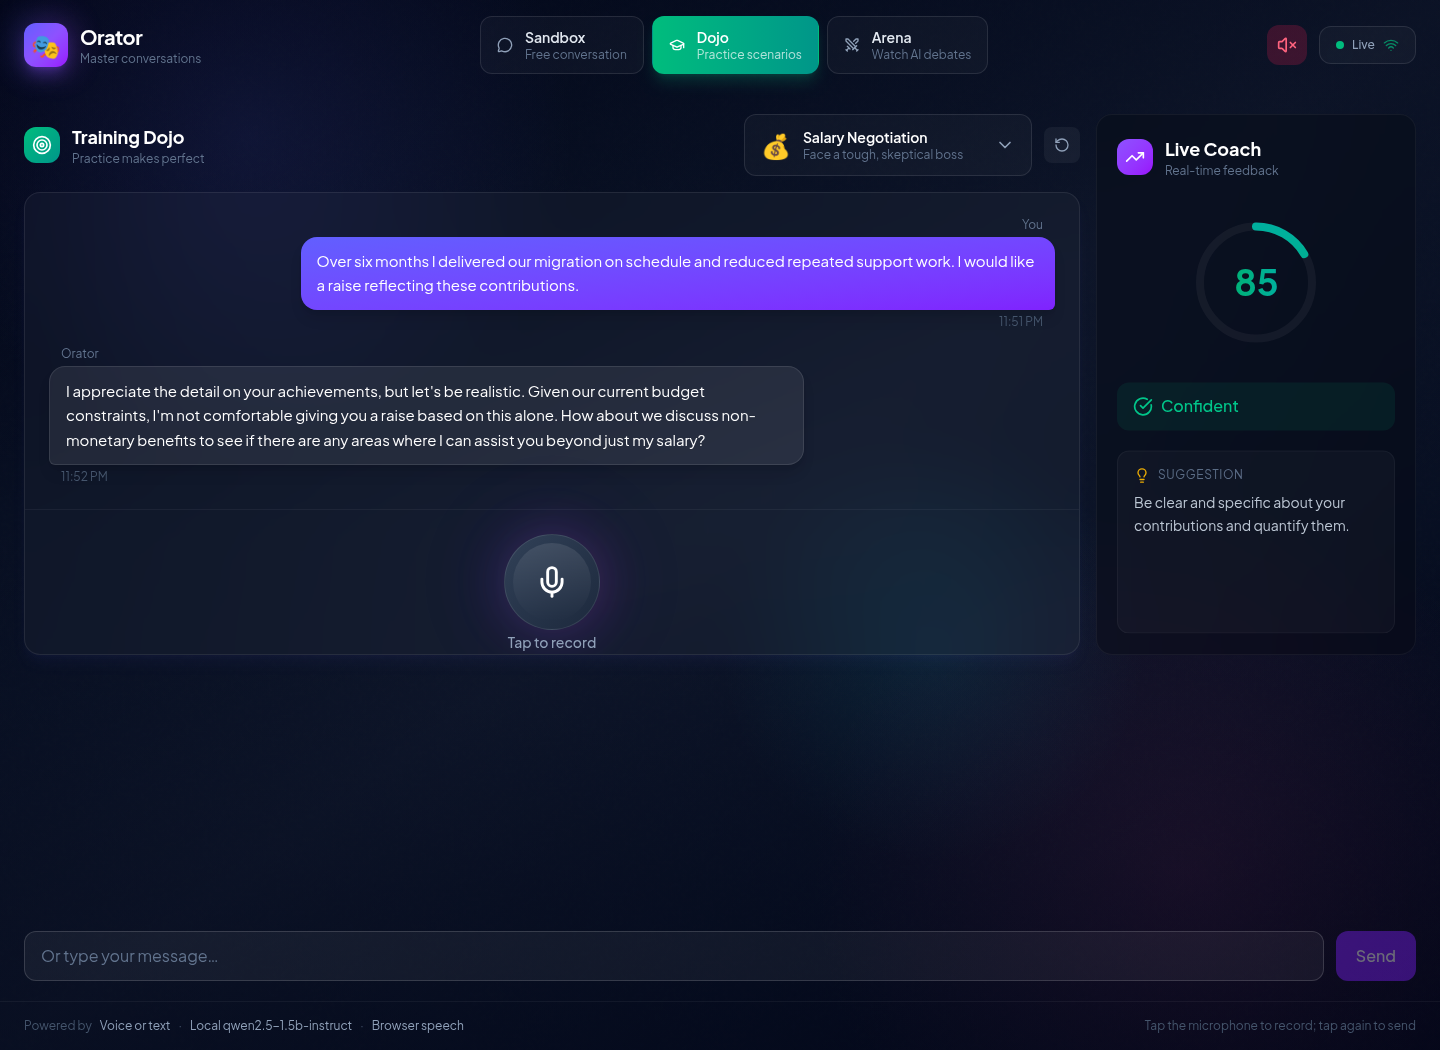 Orator
Master conversations
Sandbox
Free conversation
Dojo
Practice scenarios
Arena
Watch AI debates
Live
Training Dojo
Practice makes perfect
Salary Negotiation
Face a tough, skeptical boss
You
Over six months I delivered our migration on schedule and reduced repeated support work. I would like
a raise reflecting these contributions.
11:51 PM
Orator
I appreciate the detail on your achievements, but let's be realistic. Given our current budget
constraints, I'm not comfortable giving you a raise based on this alone. How about we discuss non-
monetary benefits to see if there are any areas where I can assist you beyond just my salary?
11:52 PM
Tap to record
Live Coach
Real-time feedback
85
Confident
SUGGESTION
Be clear and specific about your
contributions and quantify them.
Or type your message...
Send
Powered by Voice or text · Local qwen2.5-1.5b-instruct · Browser speech
Tap the microphone to record; tap again to send